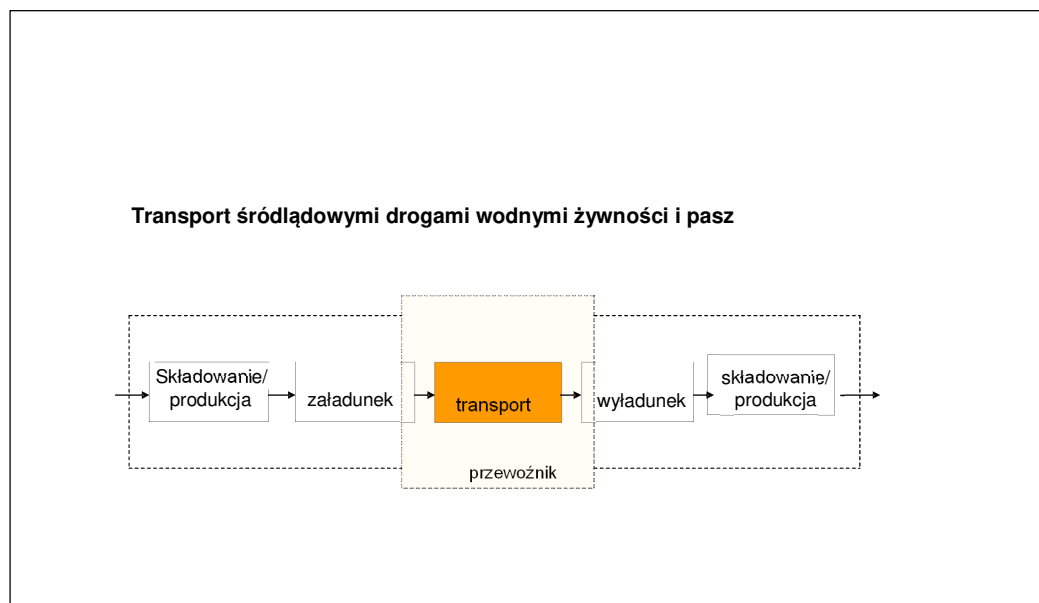 Transport śródlądowymi drogami wodnymi żywności i pasz
Składowanie/
produkcja
załadunek
transport
wyładunek
składowanie/
produkcja
przewoźnik